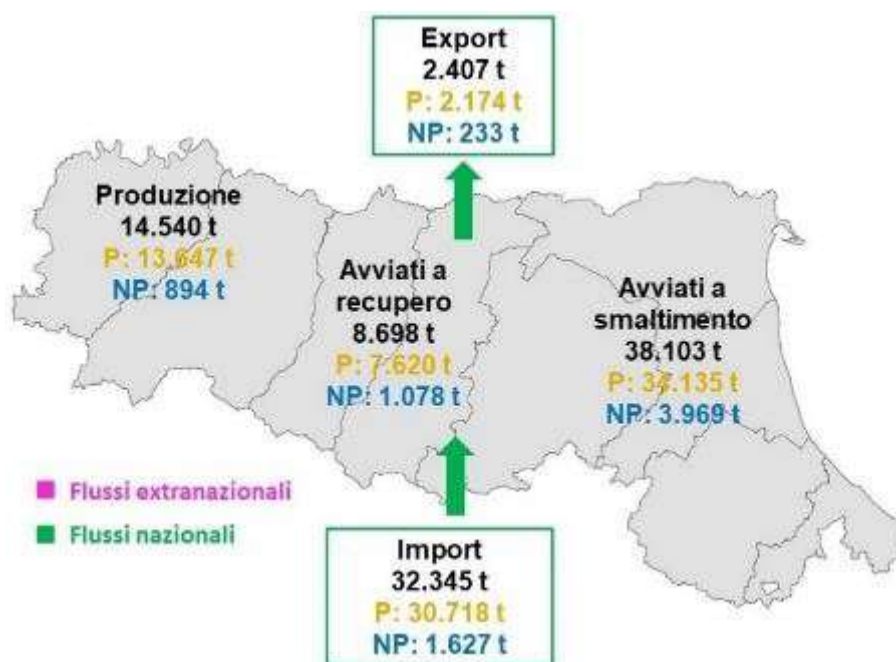 Export
2.407 t
P: 2.174 t
NP: 233 t
Produzione
14.540 t
P: 13.647 t
NP: 894 t
Avviati a
recupero
8.698 t
P: 7.620 t
NP: 1.078 t
Avviati a
smaltimento
38.103 t
P: 34.135 t
NP: 3.969 t
Flussi extranazionali
Flussi nazionali
Import
32.345 t
P: 30.718 t
NP: 1.627 t